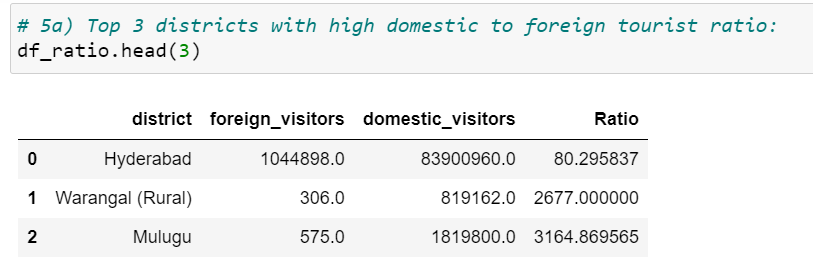 # 5a) Top 3 districts with high domestic to foreign tourist ratio:
df_ratio.head(3)
district foreign_visitors domestic_visitors Ratio
0 Hyderabad 1044898.0 83900960.0 80.295837
1 Warangal (Rural) 306.0 819162.0 2677.000000
2 Mulugu 575.0 1819800.0 3164.869565